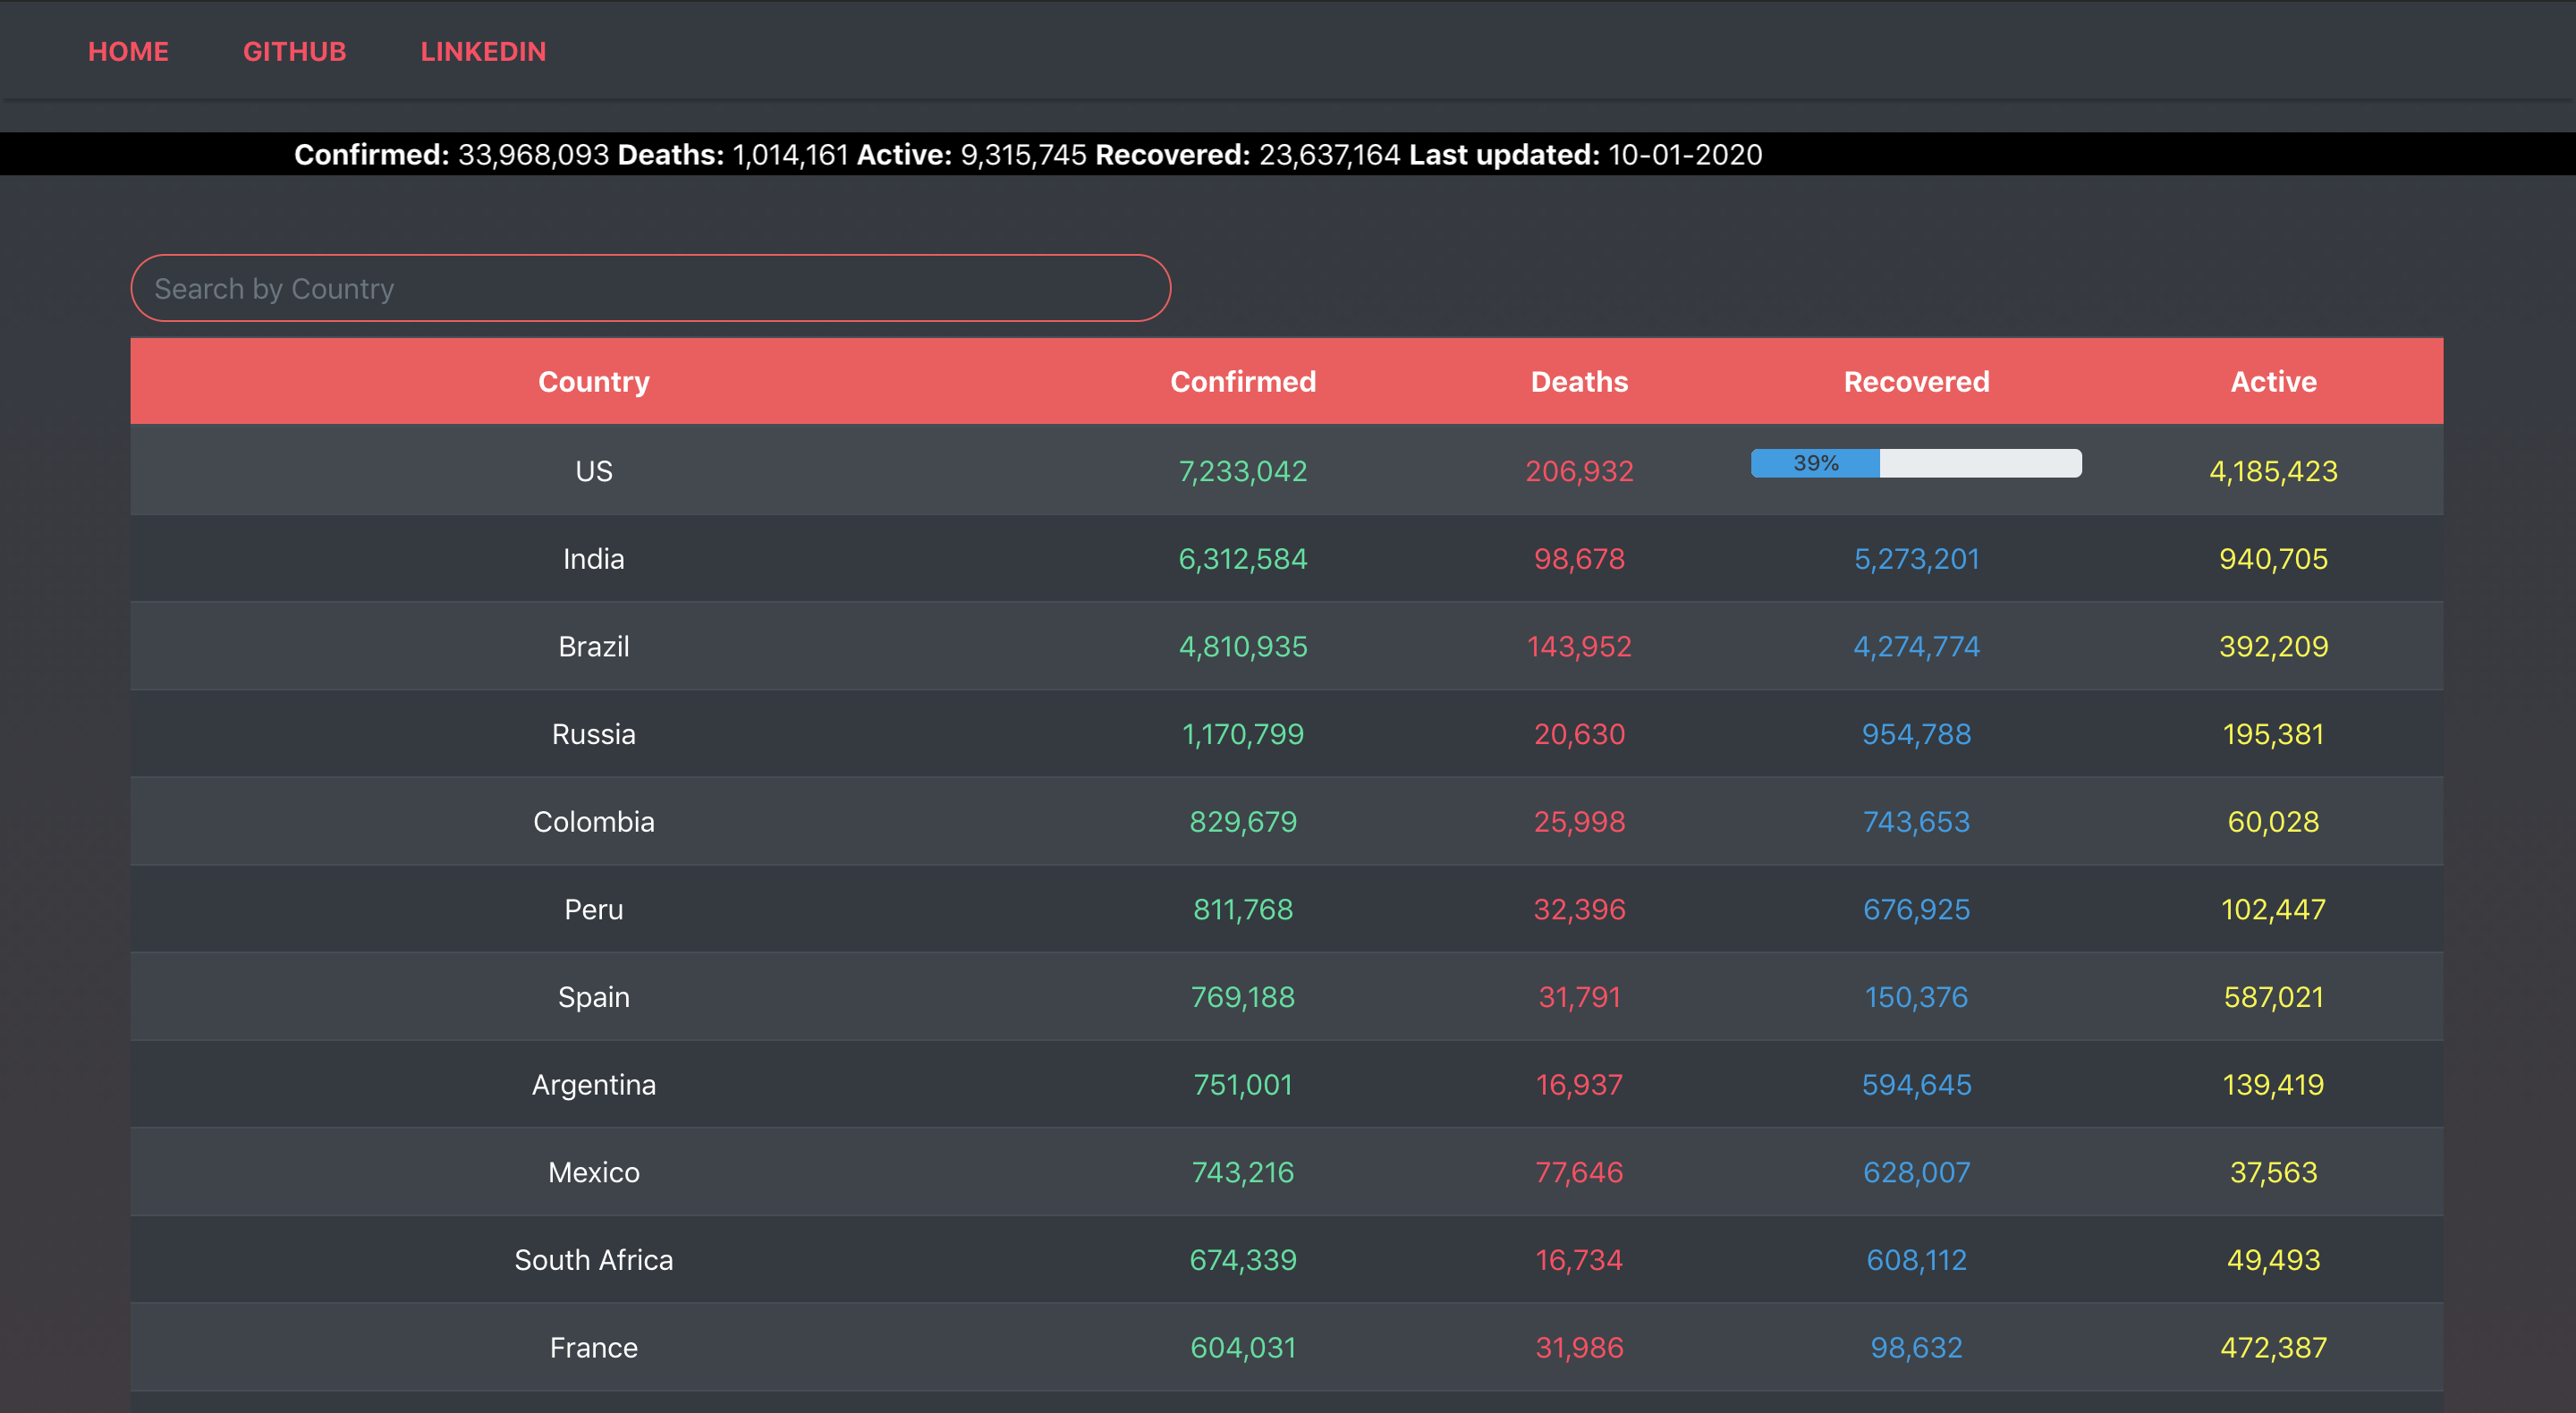 HOME GITHUB LINKEDIN
Confirmed: 33,968,093 Deaths: 1,014,161 Active: 9,315,745 Recovered: 23,637,164 Last updated: 10-01-2020
Search by Country
Country Confirmed Deaths Recovered Active
US 7,233,042 206,932 39% 4,185,423
India 6,312,584 98,678 5,273,201 940,705
Brazil 4,810,935 143,952 4,274,774 392,209
Russia 1,170,799 20,630 954,788 195,381
Colombia 829,679 25,998 743,653 60,028
Peru 811,768 32,396 676,925 102,447
Spain 769,188 31,791 150,376 587,021
Argentina 751,001 16,937 594,645 139,419
Mexico 743,216 77,646 628,007 37,563
South Africa 674,339 16,734 608,112 49,493
France 604,031 31,986 98,632 472,387